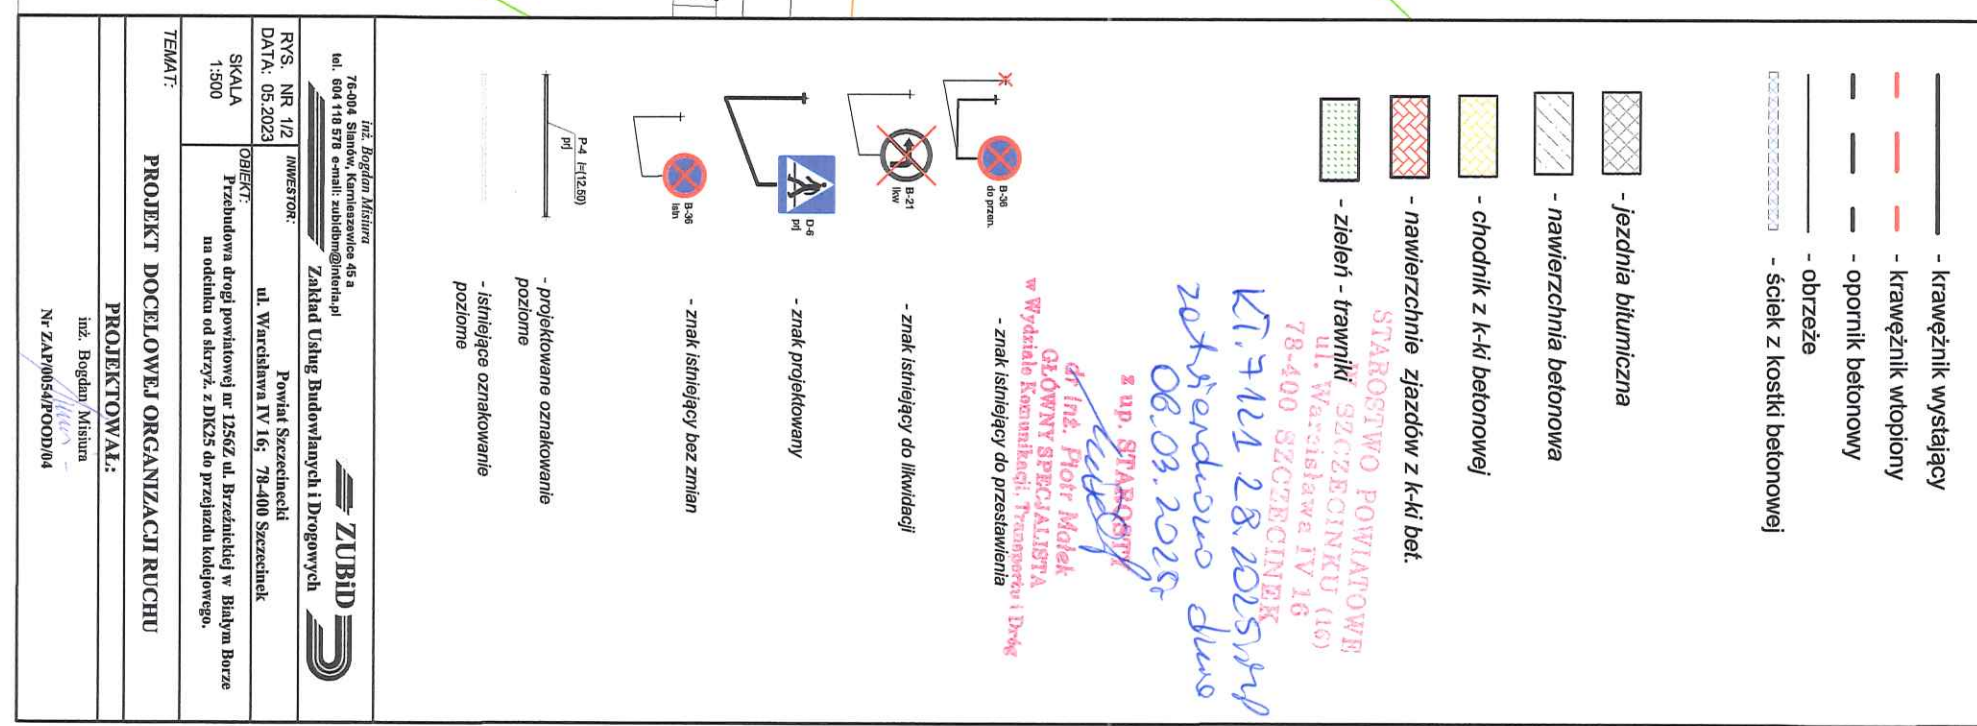 - krawężnik wystający
- krawężnik wtopiony
- opornik betonowy
- obrzeże
- ściek z kostki betonowej
- jezdnia bitumiczna
- nawierzchnia betonowa
- chodnik z k-ki betonowej
- nawierzchnie zjazdów z k-ki bet.
- zieleń - trawniki
STAROSTWO POWIATOWE
W SZCZECINKU (16)
ul. Warcisława IV 16
78-400 SZCZECINEK
KT.7121.28.2025
zatwierdzono dnia
06.03.2025r
z up. STAROSTY
dr inż. Piotr Małek
GŁÓWNY SPECJALISTA
w Wydziale Komunikacji, Transportu i Dróg
B-36
do przen.
- znak istniejący do przestawienia
B-21
lkw
- znak istniejący do likwidacji
D-6
prj
- znak projektowany
B-36
istn
- znak istniejący bez zmian
P-4 l=(12.50)
prj
- projektowane oznakowanie
poziome
- istniejące oznakowanie
poziome
inż. Bogdan Misiura
76-004 Sianów, Karnieszewice 45 a
tel. 604 118 578 e-mail: zubidbm@interia.pl
ZUBiD
Zakład Usług Budowlanych i Drogowych
RYS. NR 1/2
DATA: 05.2023
INWESTOR:
Powiat Szczecinecki
ul. Warcisława IV 16; 78-400 Szczecinek
SKALA
1:500
OBIEKT:
Przebudowa drogi powiatowej nr 1256Z ul. Brzeźnickiej w Białym Borze
na odcinku od skrzyż. z DK25 do przejazdu kolejowego.
TEMAT:
PROJEKT DOCELOWEJ ORGANIZACJI RUCHU
PROJEKTOWAŁ:
inż. Bogdan Misiura
Nr ZAP/0054/POOD/04